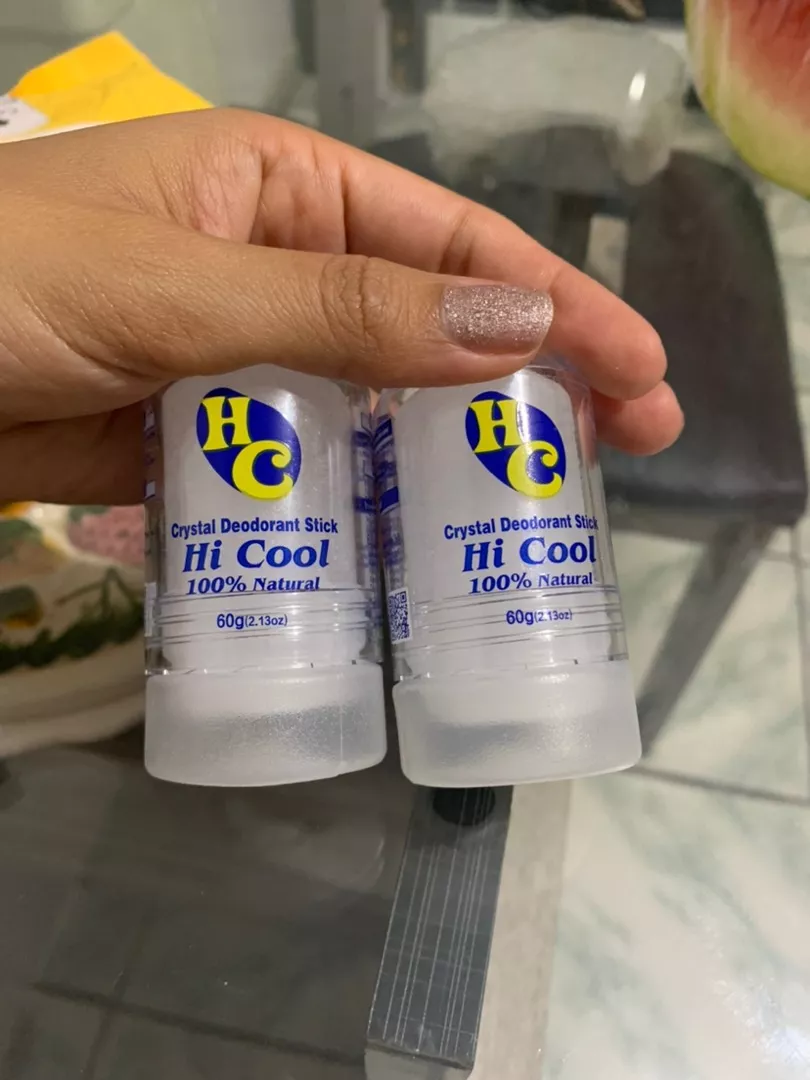 HC
Crystal Deodorant Stick
Hi Cool
100% Natural
60g(2.13oz)
HC
Crystal Deodorant Stick
Hi Cool
100% Natural
60g(2.13oz)